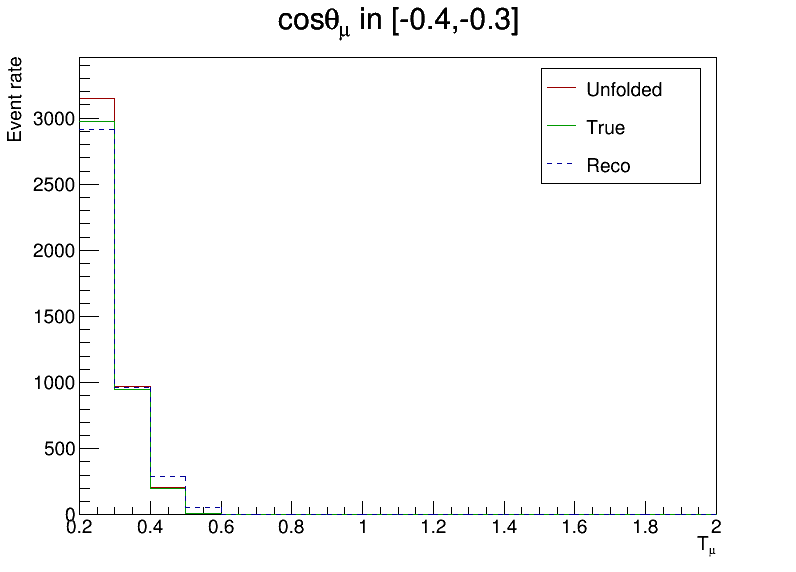 cosθμ in [-0.4,-0.3]
Event rate
Unfolded
True
Reco
3000
2500
2000
1500
1000
500
0
0.2 0.4 0.6 0.8 1 1.2 1.4 1.6 1.8 2
Tμ